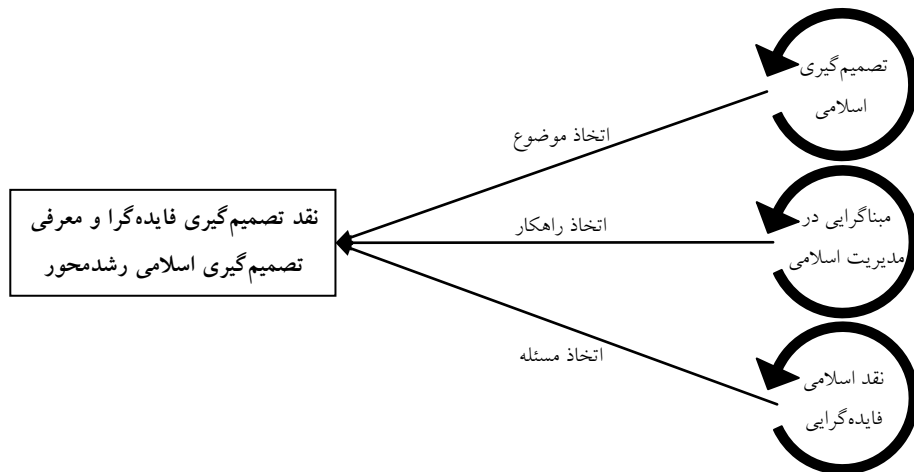 تصمیم‌گیری
اسلامی
اتخاذ موضوع
مبناگرایی در
مدیریت اسلامی
اتخاذ راهکار
نقد تصمیم‌گیری فایده‌گرا و معرفی
تصمیم‌گیری اسلامی رشدمحور
اتخاذ مسئله
نقد اسلامی
فایده‌گرایی